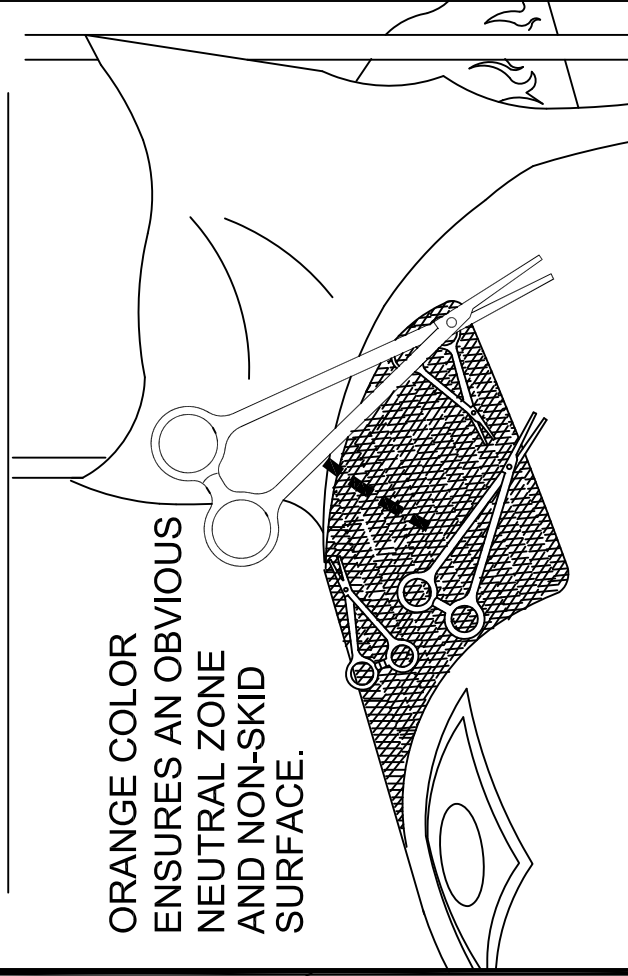 ORANGE COLOR
ENSURES AN OBVIOUS
NEUTRAL ZONE
AND NON-SKID
SURFACE.